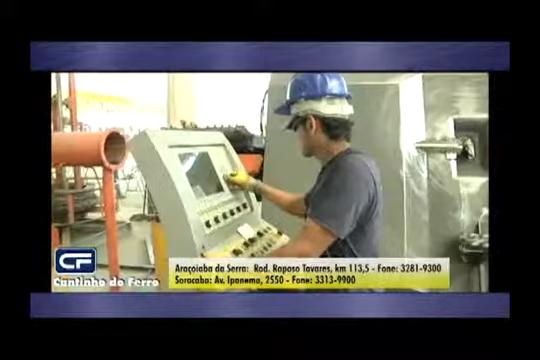 CF
Cantinho do Ferro
Araçoiaba da Serra: Rod. Raposo Tavares, km 113,5 - Fone: 3281-9300
Sorocaba: Av. Ipanema, 2550 - Fone: 3313-9900